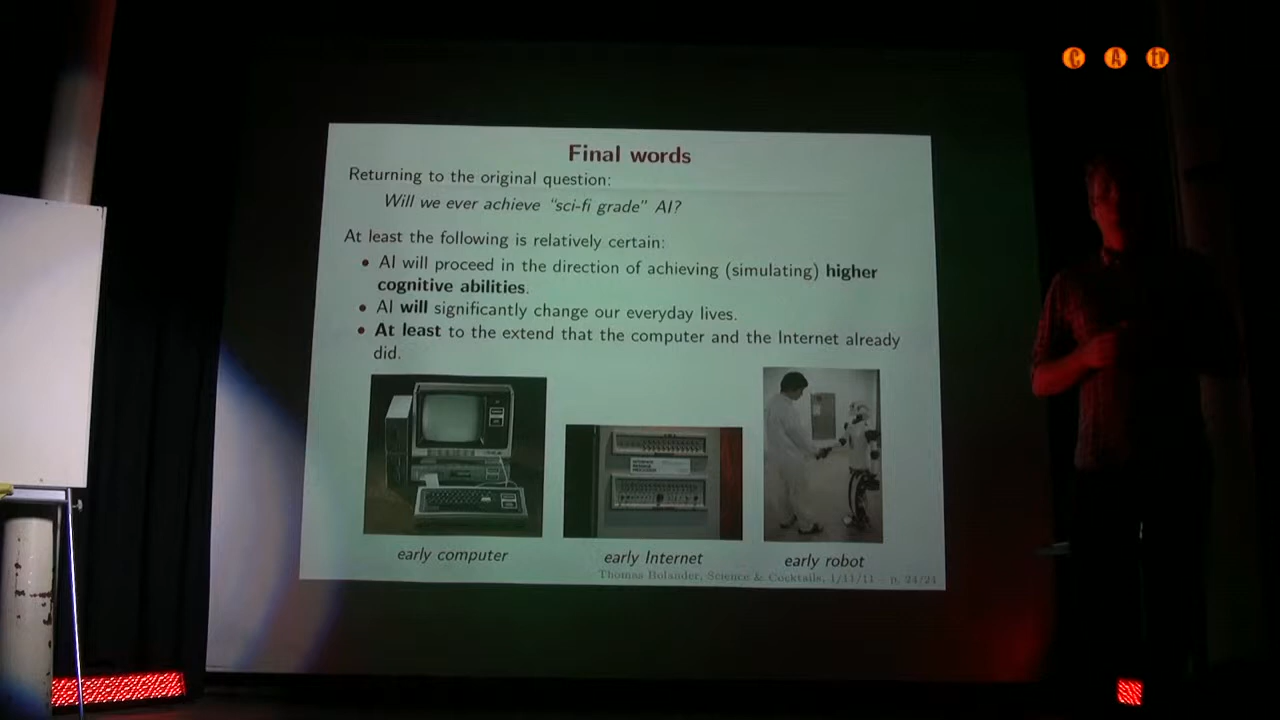 C A tv
Final words
Returning to the original question:
Will we ever achieve "sci-fi grade" AI?
At least the following is relatively certain:
• AI will proceed in the direction of achieving (simulating) higher
cognitive abilities.
• AI will significantly change our everyday lives.
• At least to the extend that the computer and the Internet already
did.
early computer
early Internet
early robot
Thomas Bolander, Science & Cocktails, 1/11/11 – p. 24/24